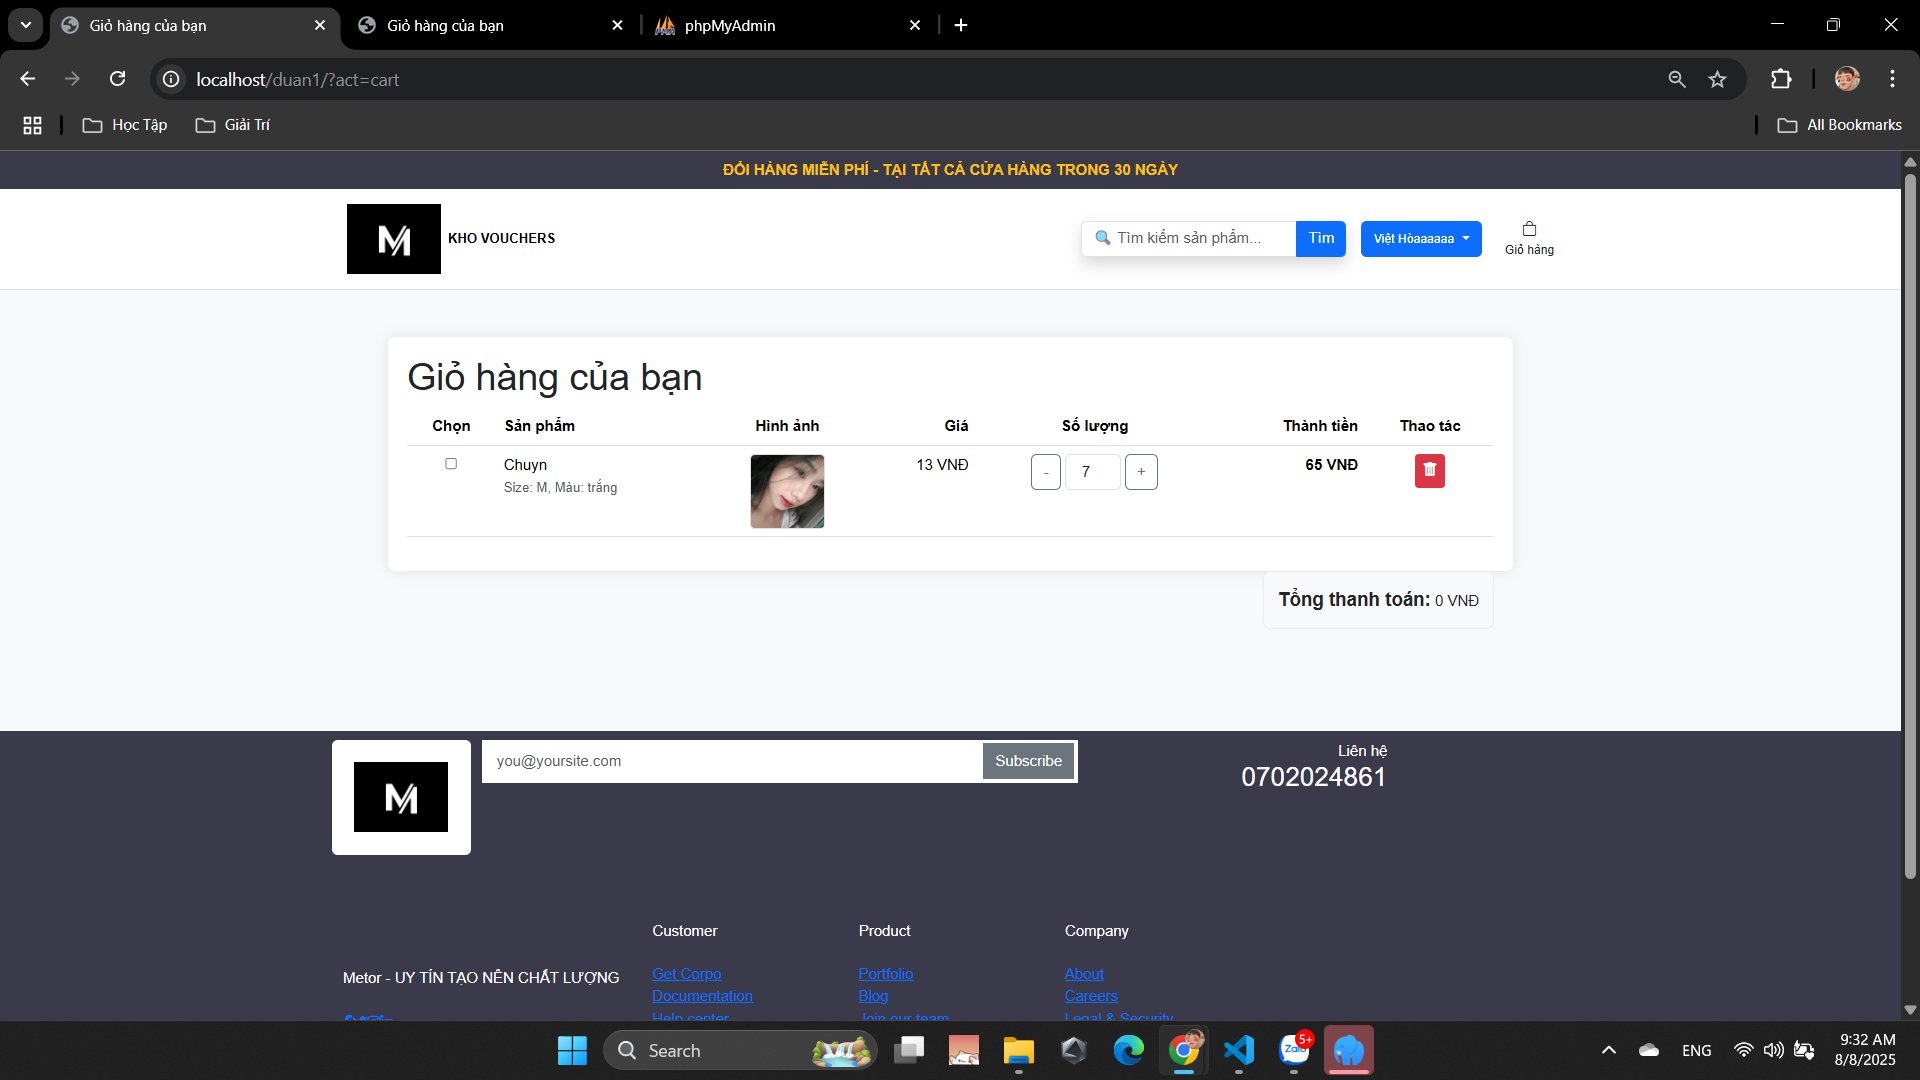 Giỏ hàng của bạn
Giỏ hàng của bạn
phpMyAdmin
localhost/duan1/?act=cart
Học Tập
Giải Trí
All Bookmarks
ĐỔI HÀNG MIỄN PHÍ - TẠI TẤT CẢ CỬA HÀNG TRONG 30 NGÀY
M
KHO VOUCHERS
Tìm kiếm sản phẩm...
Tìm
Việt Hòaaaaaa
Giỏ hàng
Giỏ hàng của bạn
Chọn Sản phẩm Hình ảnh Giá Số lượng Thành tiền Thao tác
Chuyn 13 VNĐ - 7 + 65 VNĐ
Size: M, Màu: trắng
Tổng thanh toán: 0 VNĐ
M
you@yoursite.com
Subscribe
Liên hệ
0702024861
Metor - UY TÍN TẠO NÊN CHẤT LƯỢNG
Customer
Get Corpo
Documentation
Help center
Product
Portfolio
Blog
Join our team
Company
About
Careers
Legal & Security
Search
Zalo
5+
ENG
9:32 AM
8/8/2025